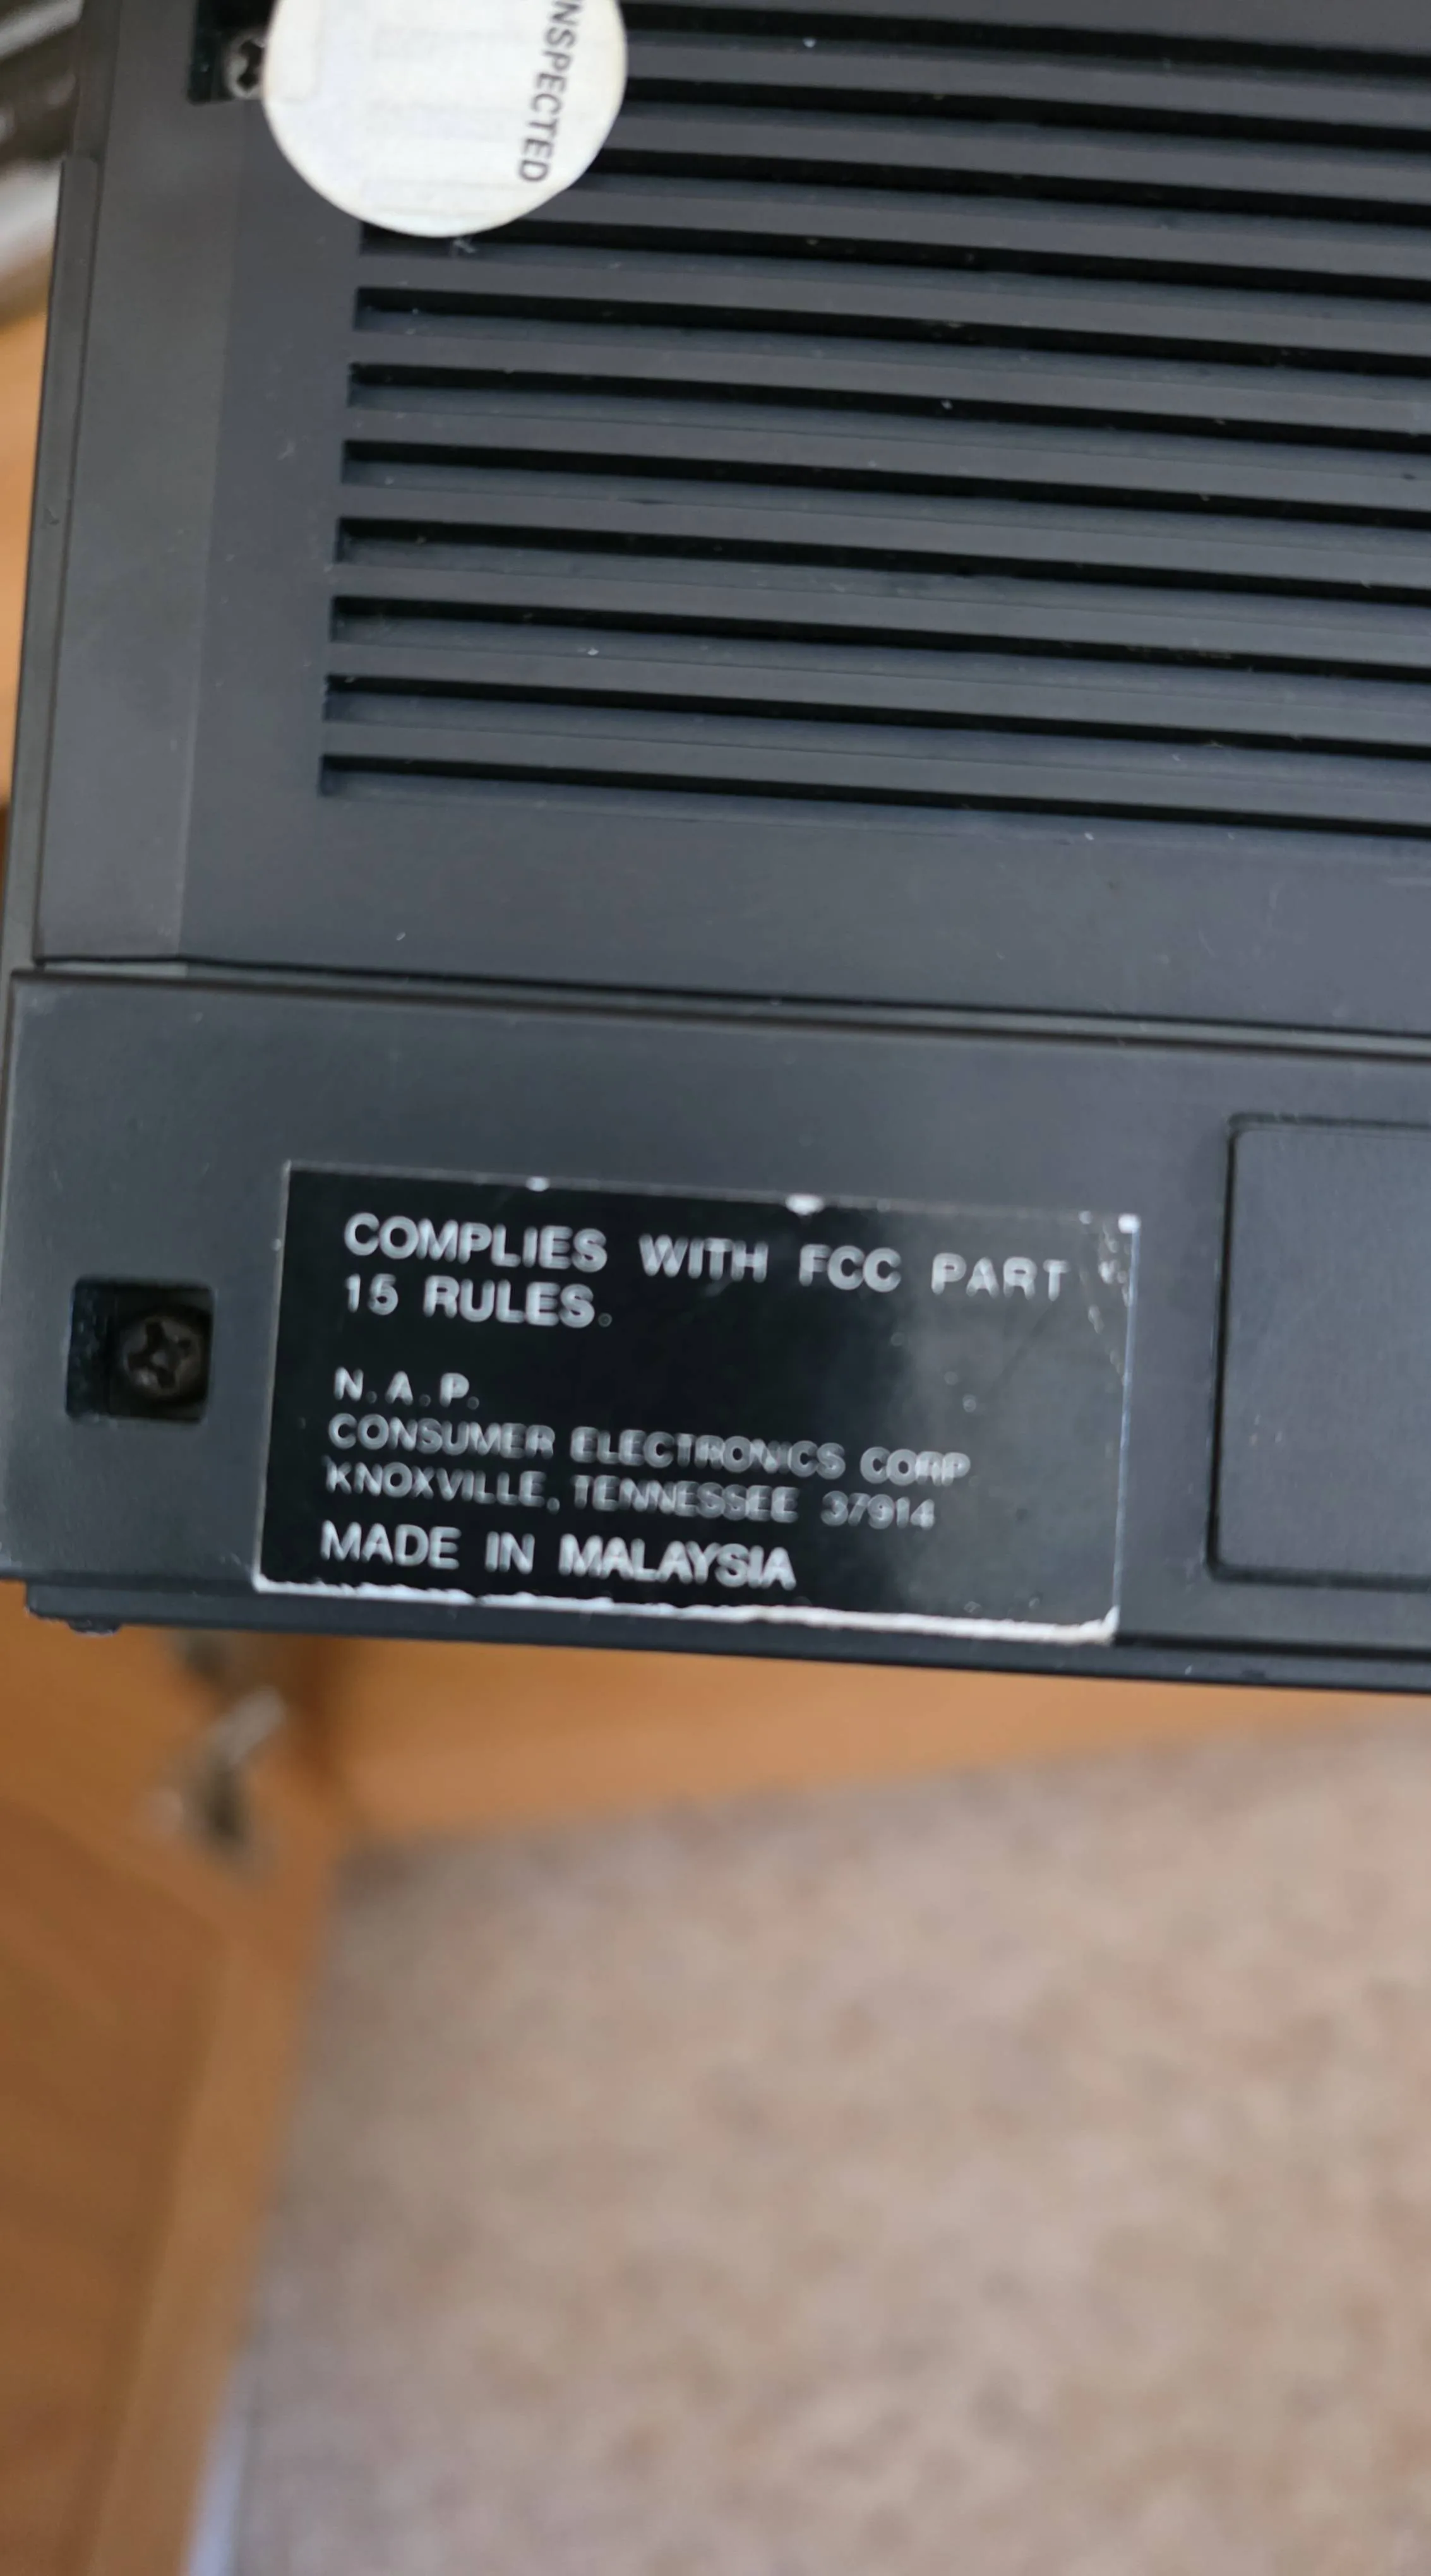 INSPECTED
COMPLIES WITH FCC PART
15 RULES.
N.A.P.
CONSUMER ELECTRONICS CORP
KNOXVILLE, TENNESSEE 37914
MADE IN MALAYSIA